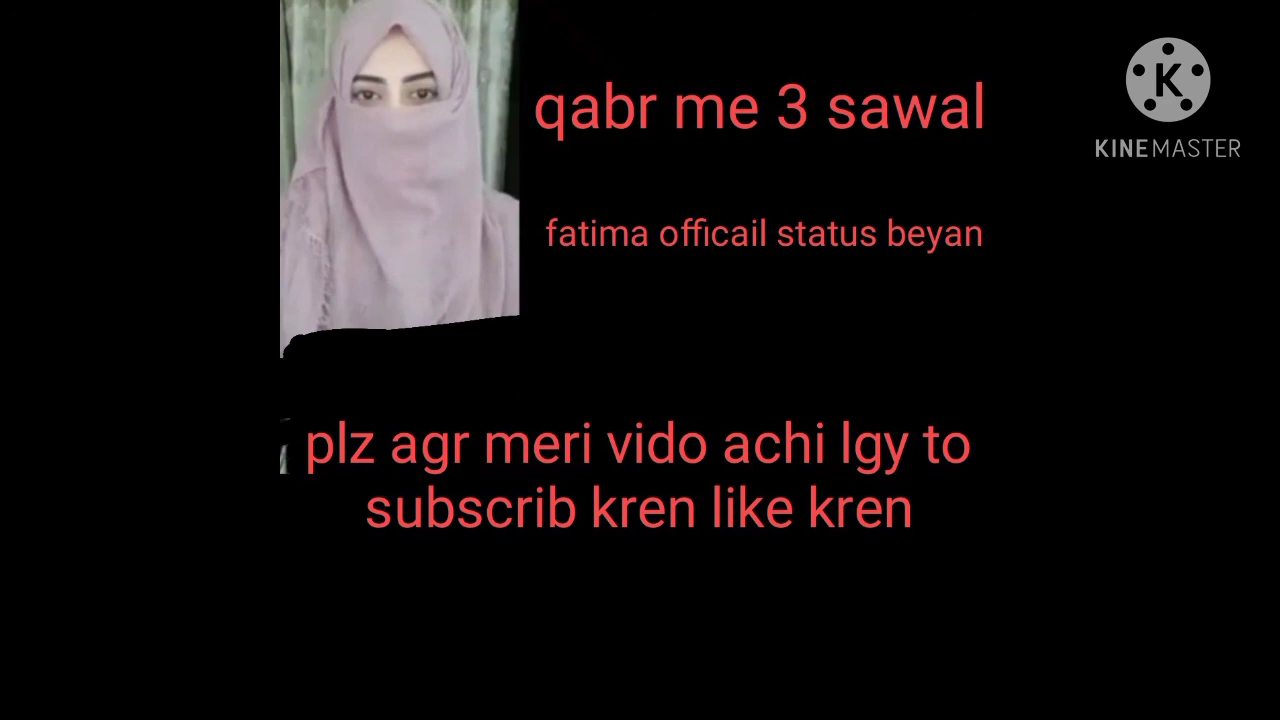 qabr me 3 sawal
K
KINEMASTER
fatima officail status beyan
plz agr meri vido achi lgy to
subscrib kren like kren